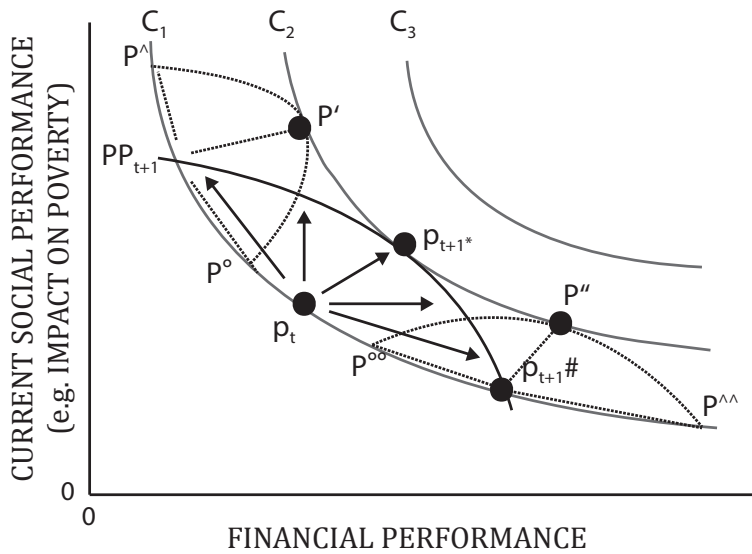 C1
C2
C3
P^
P'
PPt+1
pt+1*
P°
P"
pt
P°°
pt+1#
P^^
CURRENT SOCIAL PERFORMANCE
(e.g. IMPACT ON POVERTY)
0
0
FINANCIAL PERFORMANCE